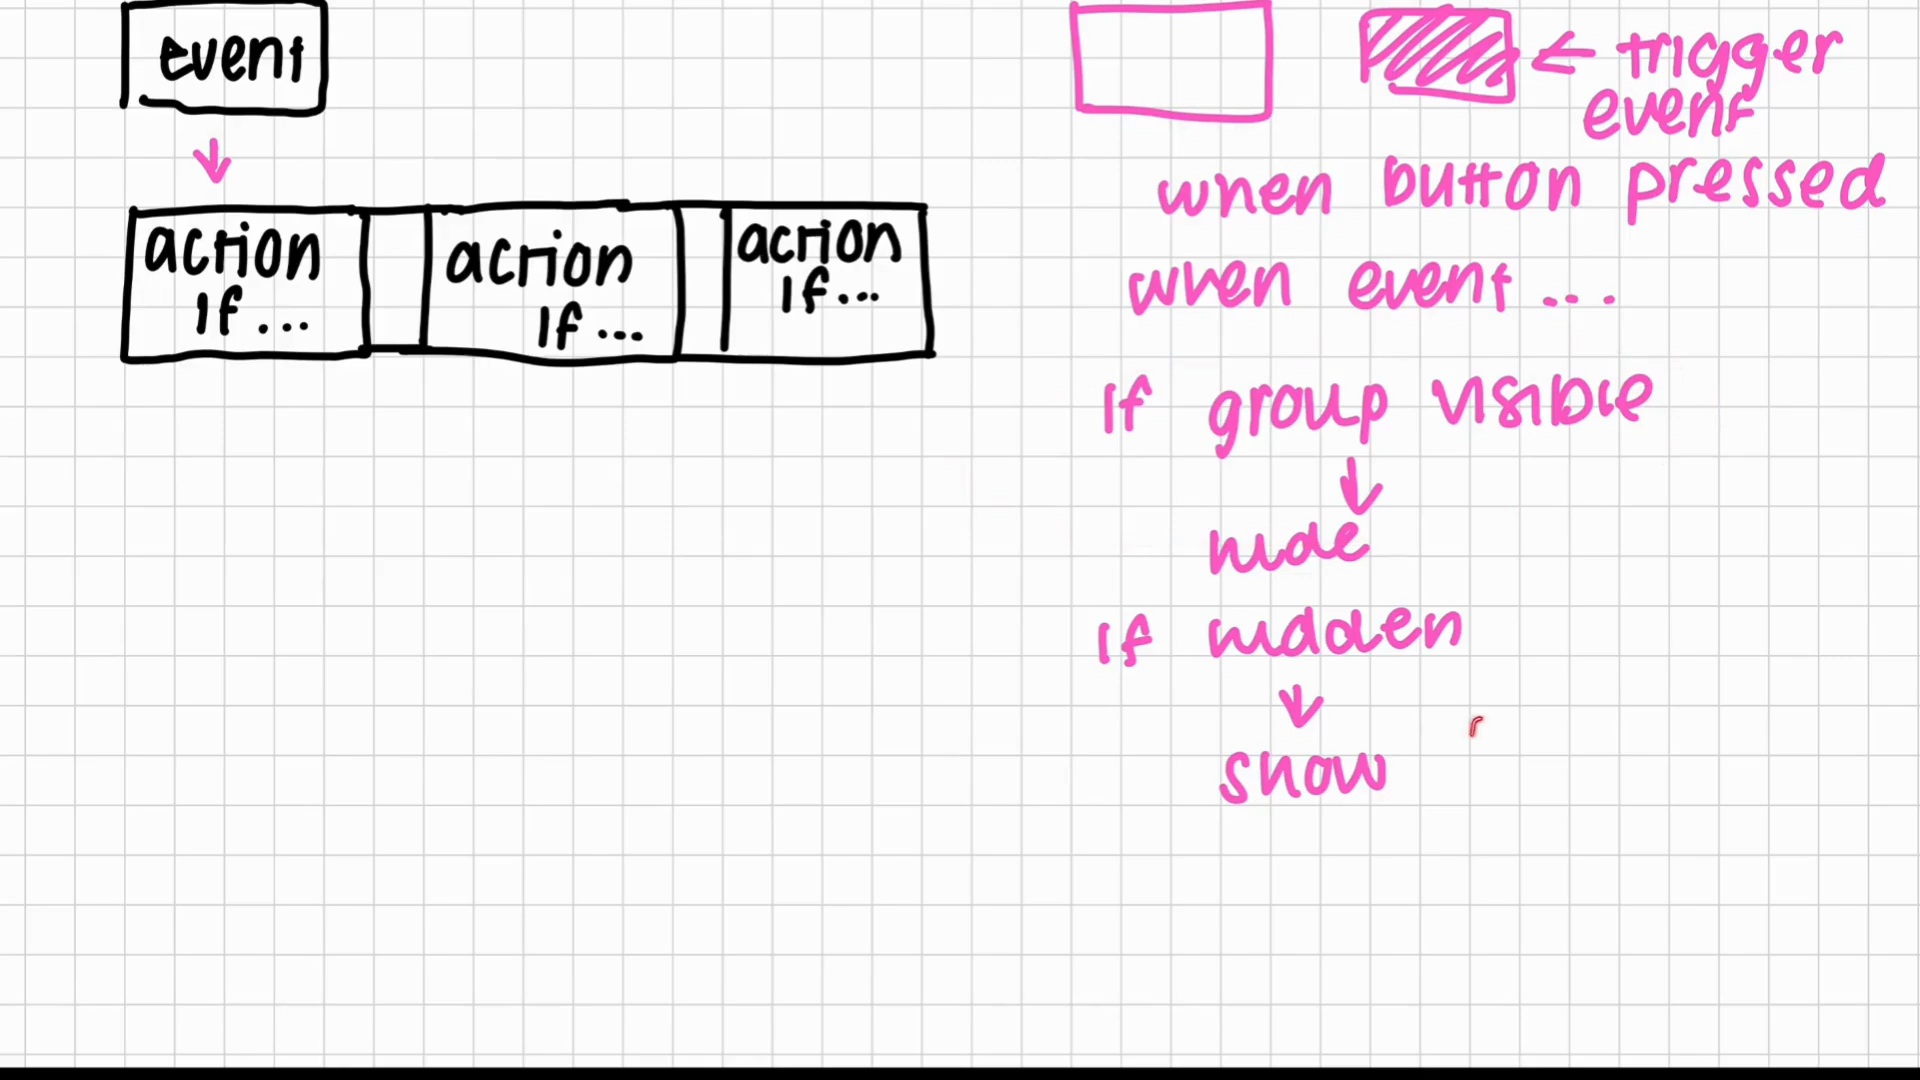 event
action
If...
action
If...
action
If...
← trigger
event
when button pressed
when event ...
If group visible
hide
If hidden
show